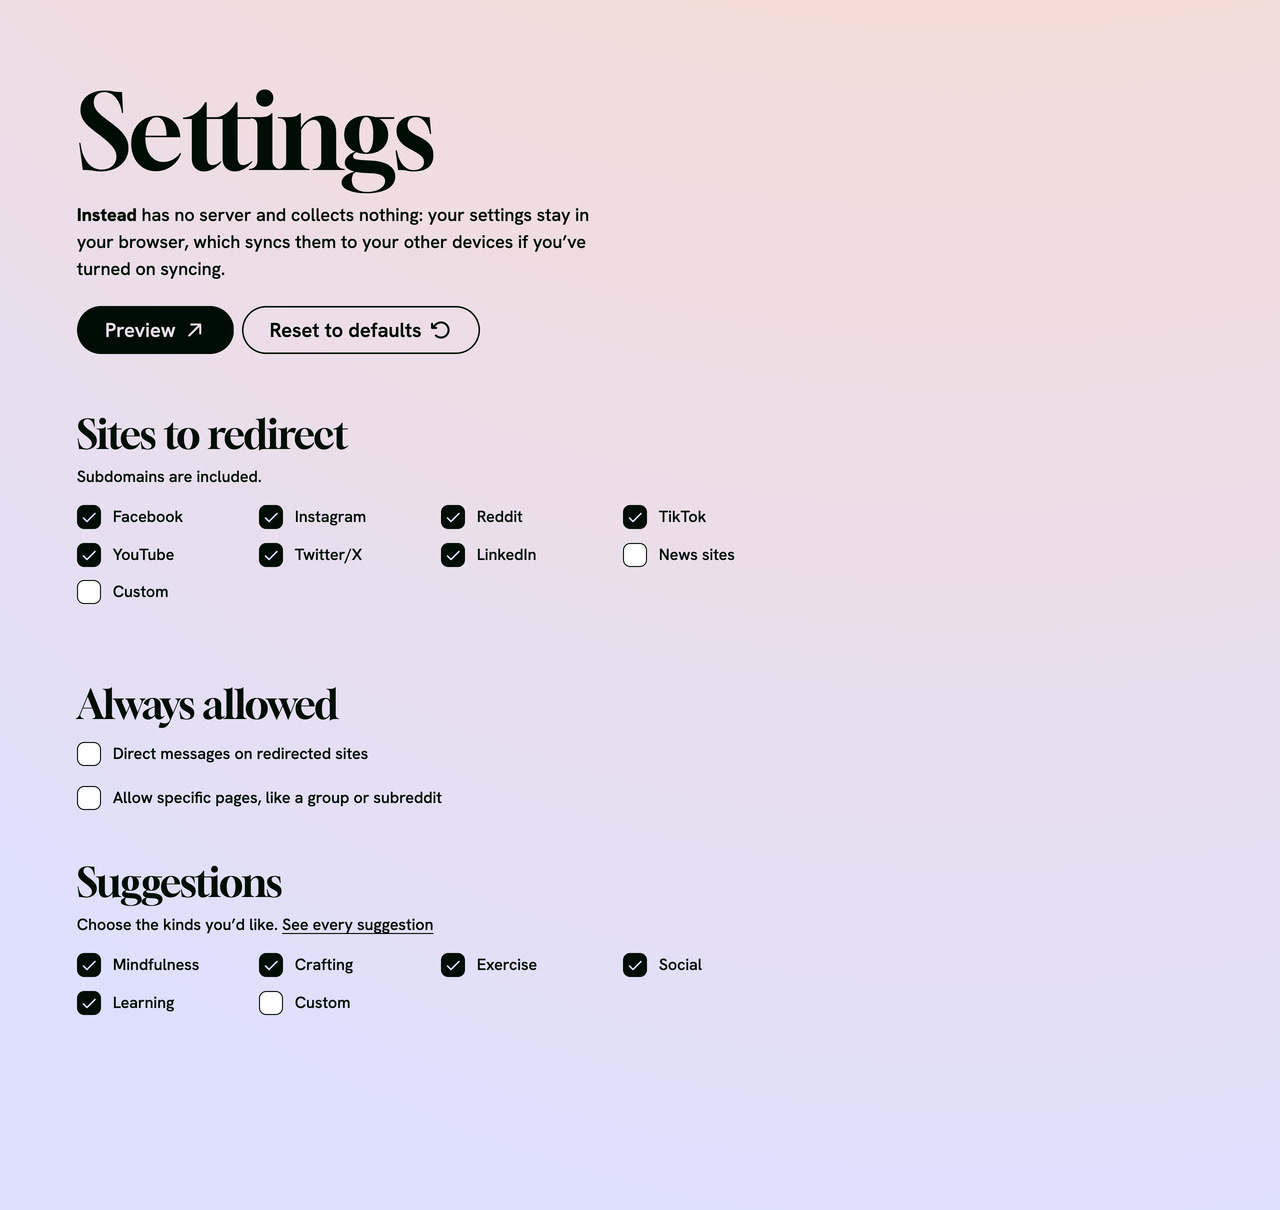 Settings
Instead has no server and collects nothing: your settings stay in
your browser, which syncs them to your other devices if you’ve
turned on syncing.
Preview
Reset to defaults
Sites to redirect
Subdomains are included.
Facebook
Instagram
Reddit
TikTok
YouTube
Twitter/X
LinkedIn
News sites
Custom
Always allowed
Direct messages on redirected sites
Allow specific pages, like a group or subreddit
Suggestions
Choose the kinds you’d like. See every suggestion
Mindfulness
Crafting
Exercise
Social
Learning
Custom